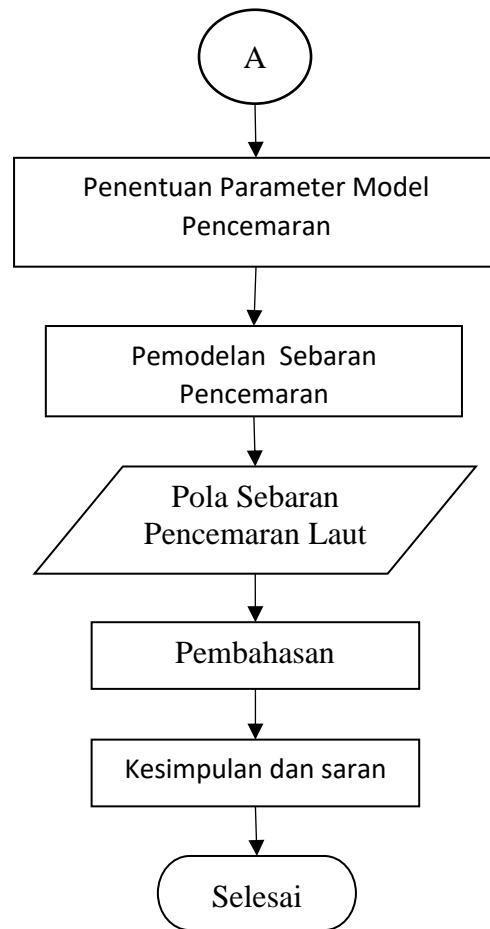 A
Penentuan Parameter Model
Pencemaran
Pemodelan Sebaran
Pencemaran
Pola Sebaran
Pencemaran Laut
Pembahasan
Kesimpulan dan saran
Selesai